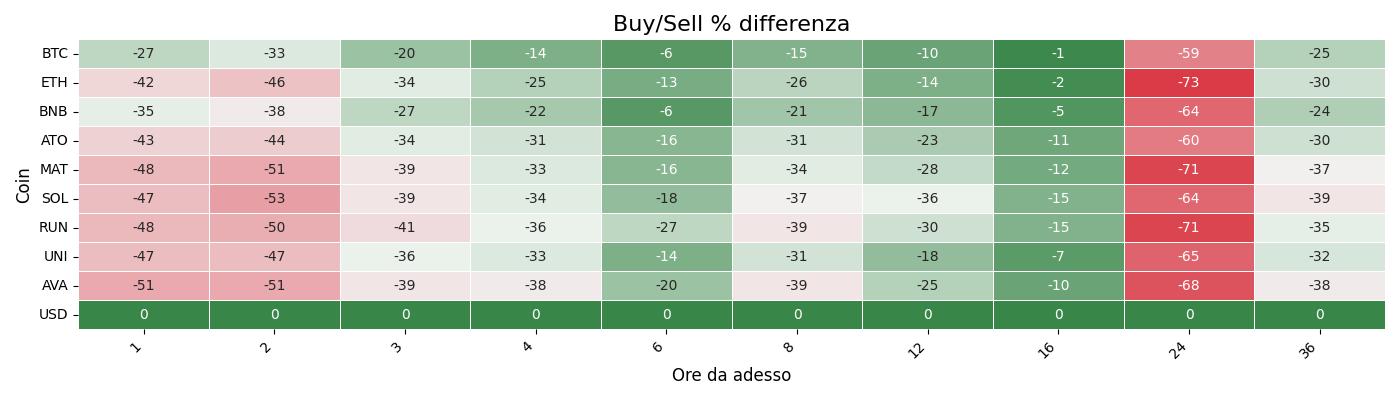 Buy/Sell % differenza
Coin
BTC -27 -33 -20 -14 -6 -15 -10 -1 -59 -25
ETH -42 -46 -34 -25 -13 -26 -14 -2 -73 -30
BNB -35 -38 -27 -22 -6 -21 -17 -5 -64 -24
ATO -43 -44 -34 -31 -16 -31 -23 -11 -60 -30
MAT -48 -51 -39 -33 -16 -34 -28 -12 -71 -37
SOL -47 -53 -39 -34 -18 -37 -36 -15 -64 -39
RUN -48 -50 -41 -36 -27 -39 -30 -15 -71 -35
UNI -47 -47 -36 -33 -14 -31 -18 -7 -65 -32
AVA -51 -51 -39 -38 -20 -39 -25 -10 -68 -38
USD 0 0 0 0 0 0 0 0 0 0
1 2 3 4 6 8 12 16 24 36
Ore da adesso